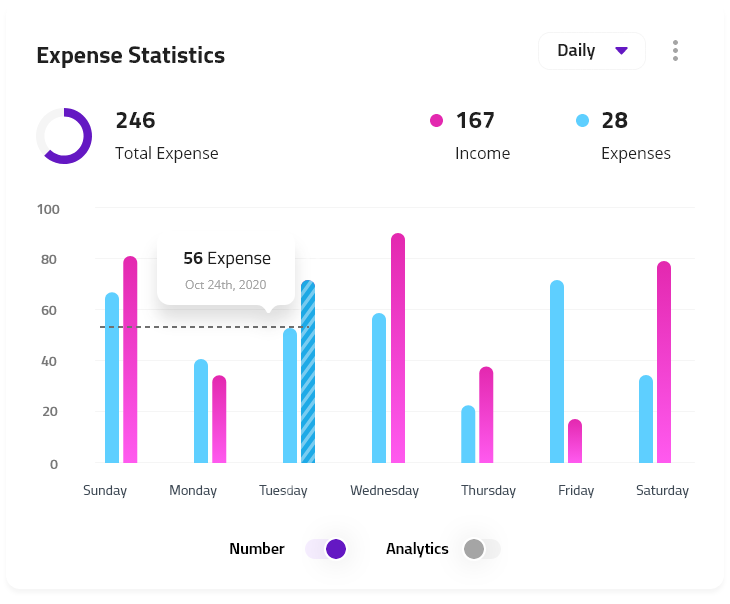 Expense Statistics
Daily
246
Total Expense
167
Income
28
Expenses
100
80
60
40
20
0
56 Expense
Oct 24th, 2020
Sunday
Monday
Tuesday
Wednesday
Thursday
Friday
Saturday
Number
Analytics